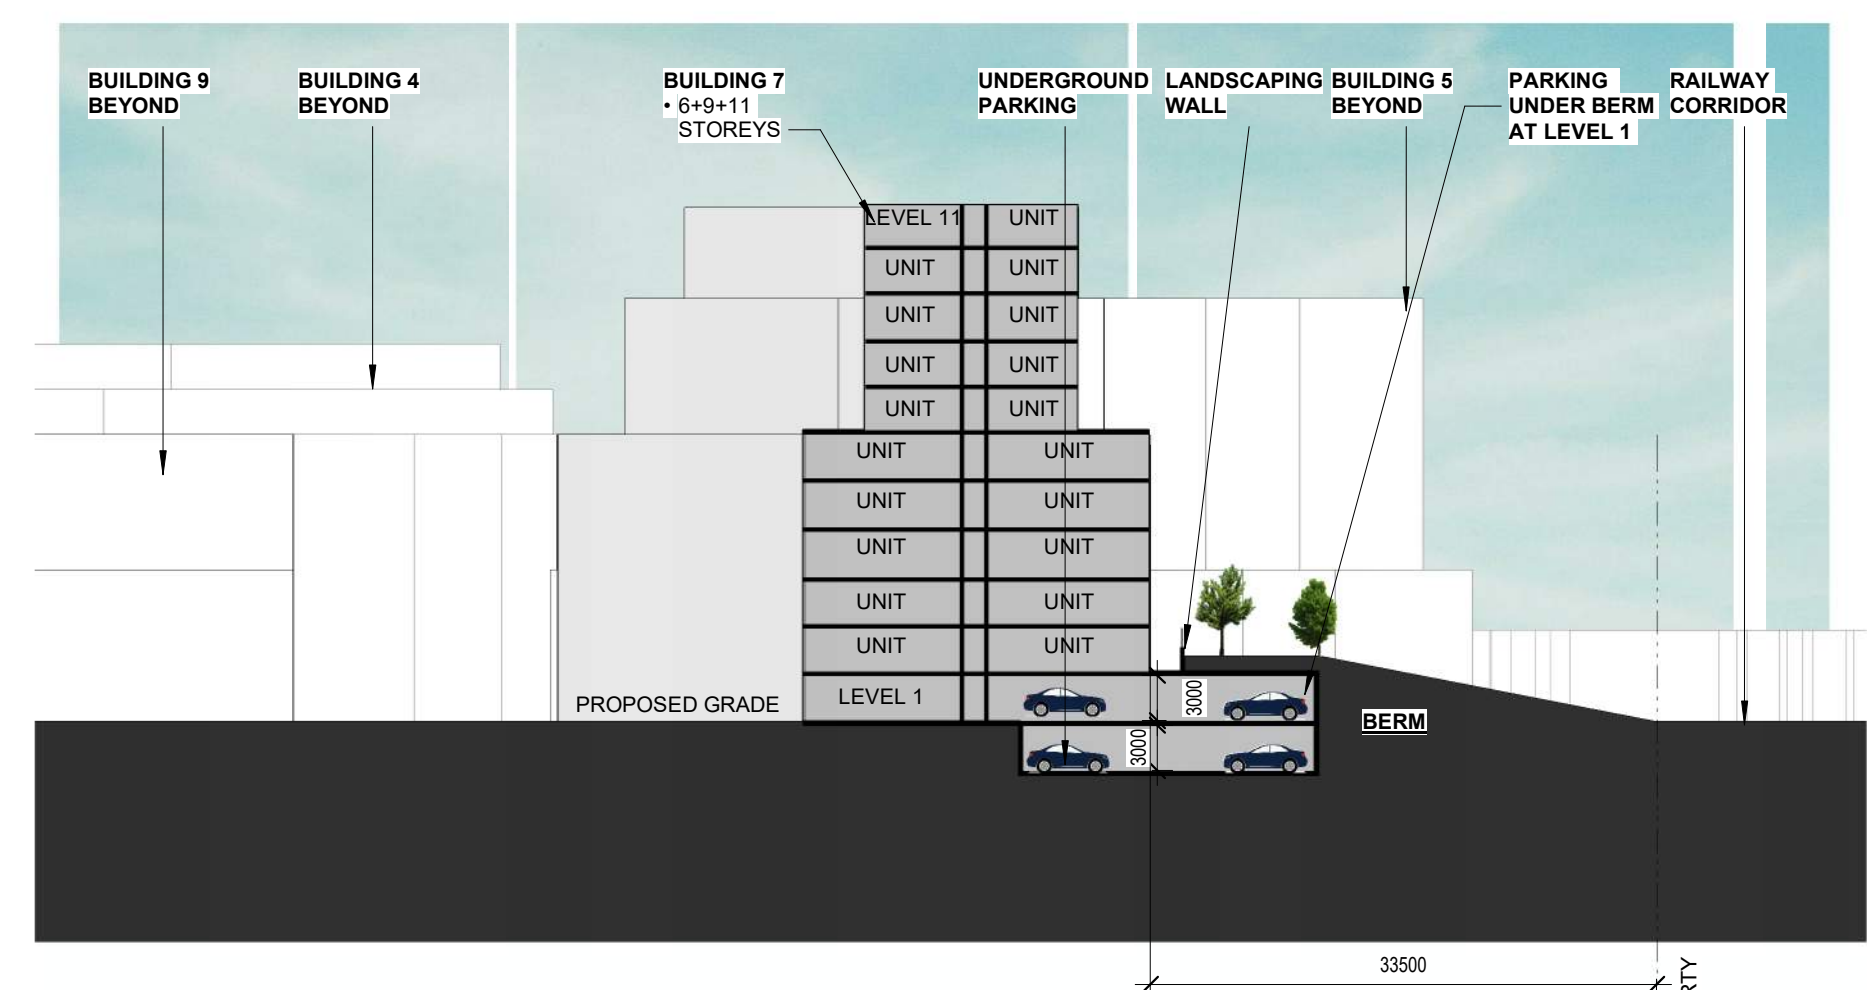 BUILDING 9
BEYOND
BUILDING 4
BEYOND
BUILDING 7
• 6+9+11
STOREYS
UNDERGROUND
PARKING
LANDSCAPING
WALL
BUILDING 5
BEYOND
PARKING
UNDER BERM
AT LEVEL 1
RAILWAY
CORRIDOR
LEVEL 11 UNIT
UNIT UNIT
UNIT UNIT
UNIT UNIT
UNIT UNIT
UNIT UNIT
UNIT UNIT
UNIT UNIT
UNIT UNIT
UNIT UNIT
PROPOSED GRADE
LEVEL 1
3000
3000
BERM
33500